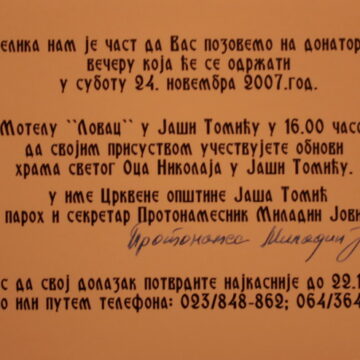 елика нам је част да Вас позовемо на донатор
вечеру која ће се одржати
у суботу 24. новембра 2007.год.
Мотелу "Ловац" у Јаши Томићу у 16.00 часо
да својим присуством учествујете обнови
храма светог Оца Николаја у Јаши Томићу.
у име Црквене општине Јаша Томић
парох и секретар Протонамесник Миладин Јови
Миладин
с да свој долазак потврдите најкасније до 22.1
о или путем телефона: 023/848-862; 064/364